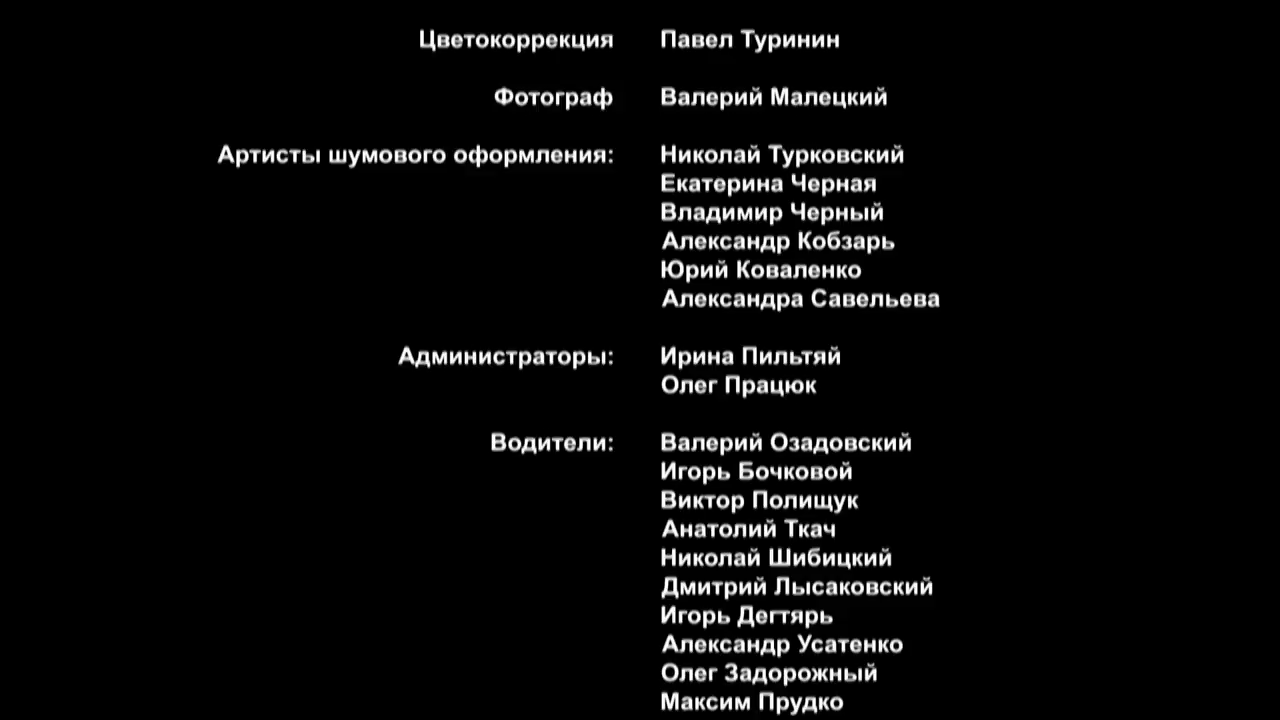 Цветокоррекция Павел Туринин
Фотограф Валерий Малецкий
Артисты шумового оформления: Николай Турковский
Екатерина Черная
Владимир Черный
Александр Кобзарь
Юрий Коваленко
Александра Савельева
Администраторы: Ирина Пильтяй
Олег Працюк
Водители: Валерий Озадовский
Игорь Бочковой
Виктор Полищук
Анатолий Ткач
Николай Шибицкий
Дмитрий Лысаковский
Игорь Дегтярь
Александр Усатенко
Олег Задорожный
Максим Прудко